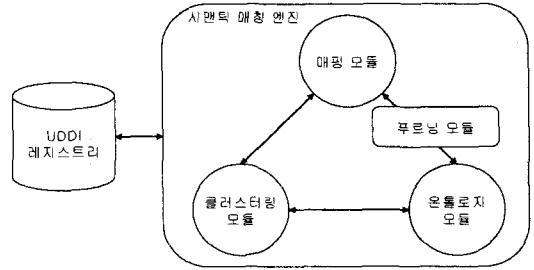 시맨틱 매칭 엔진
매핑 모듈
UDDI
레지스트리
푸르닝 모듈
클러스터링
모듈
온톨로지
모듈